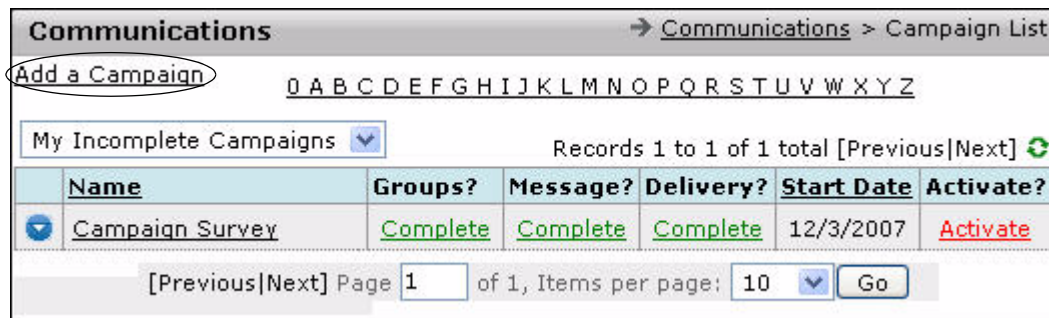 Communications → Communications > Campaign List
Add a Campaign
0 A B C D E F G H I J K L M N O P Q R S T U V W X Y Z
My Incomplete Campaigns Records 1 to 1 of 1 total [Previous|Next]
Name Groups? Message? Delivery? Start Date Activate?
Campaign Survey Complete Complete Complete 12/3/2007 Activate
[Previous|Next] Page 1 of 1, Items per page: 10 Go